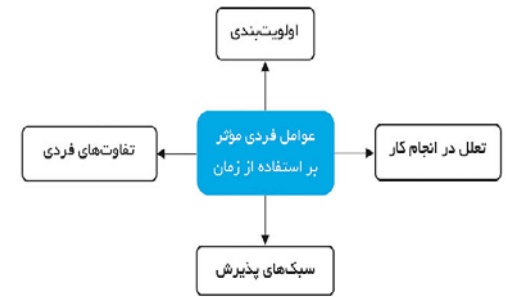 اولویت‌بندی
عوامل فردی مؤثر
بر استفاده از زمان
تعلل در انجام کار
تفاوت‌های فردی
سبک‌های پذیرش